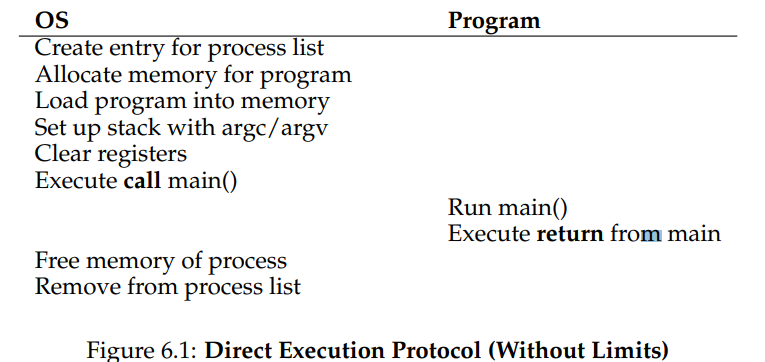 OS Program
Create entry for process list
Allocate memory for program
Load program into memory
Set up stack with argc/argv
Clear registers
Execute call main()
Run main()
Execute return from main
Free memory of process
Remove from process list
Figure 6.1: Direct Execution Protocol (Without Limits)